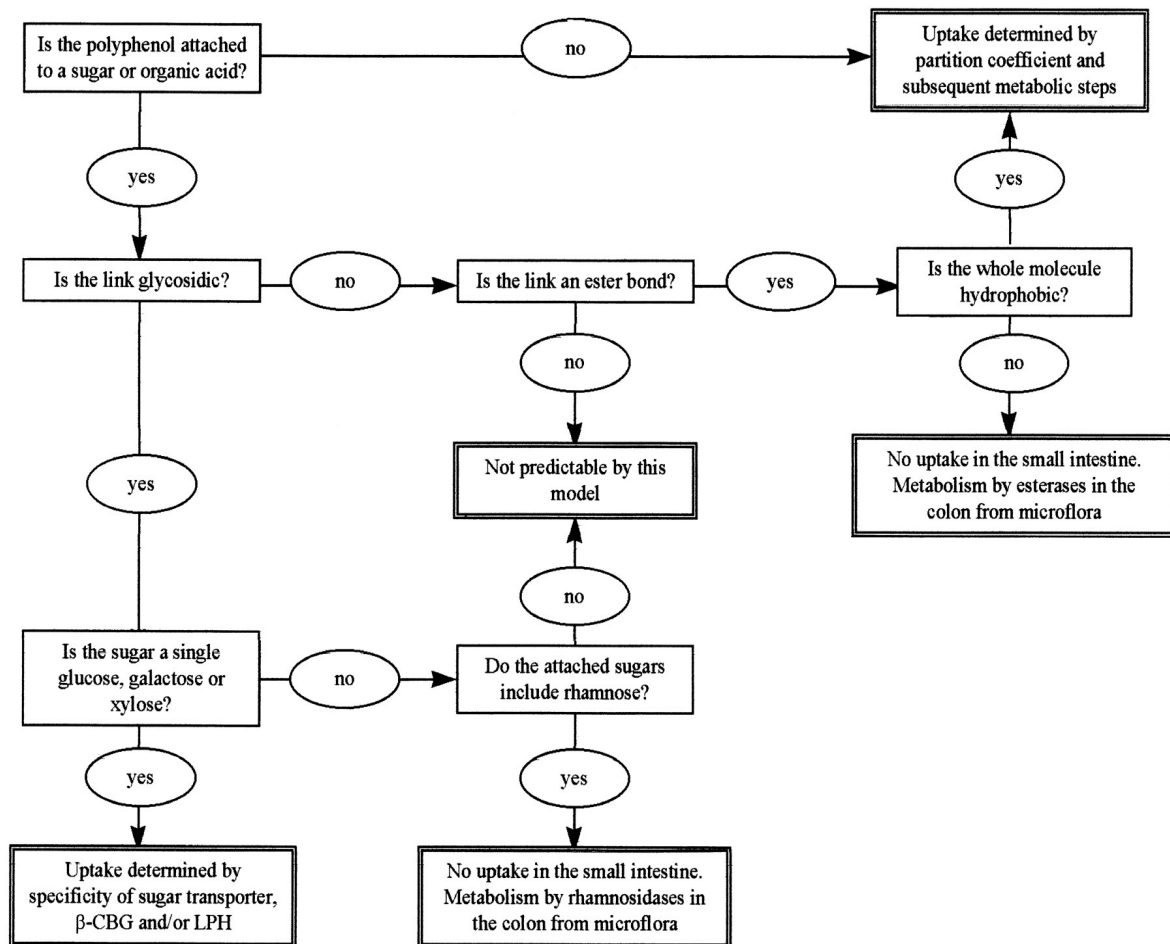 Is the polyphenol attached
to a sugar or organic acid?
no
Uptake determined by
partition coefficient and
subsequent metabolic steps
yes
yes
Is the link glycosidic?
no
Is the link an ester bond?
yes
Is the whole molecule
hydrophobic?
no
no
yes
Not predictable by this
model
No uptake in the small intestine.
Metabolism by esterases in the
colon from microflora
no
Is the sugar a single
glucose, galactose or
xylose?
no
Do the attached sugars
include rhamnose?
yes
yes
Uptake determined by
specificity of sugar transporter,
β-CBG and/or LPH
No uptake in the small intestine.
Metabolism by rhamnosidases in
the colon from microflora